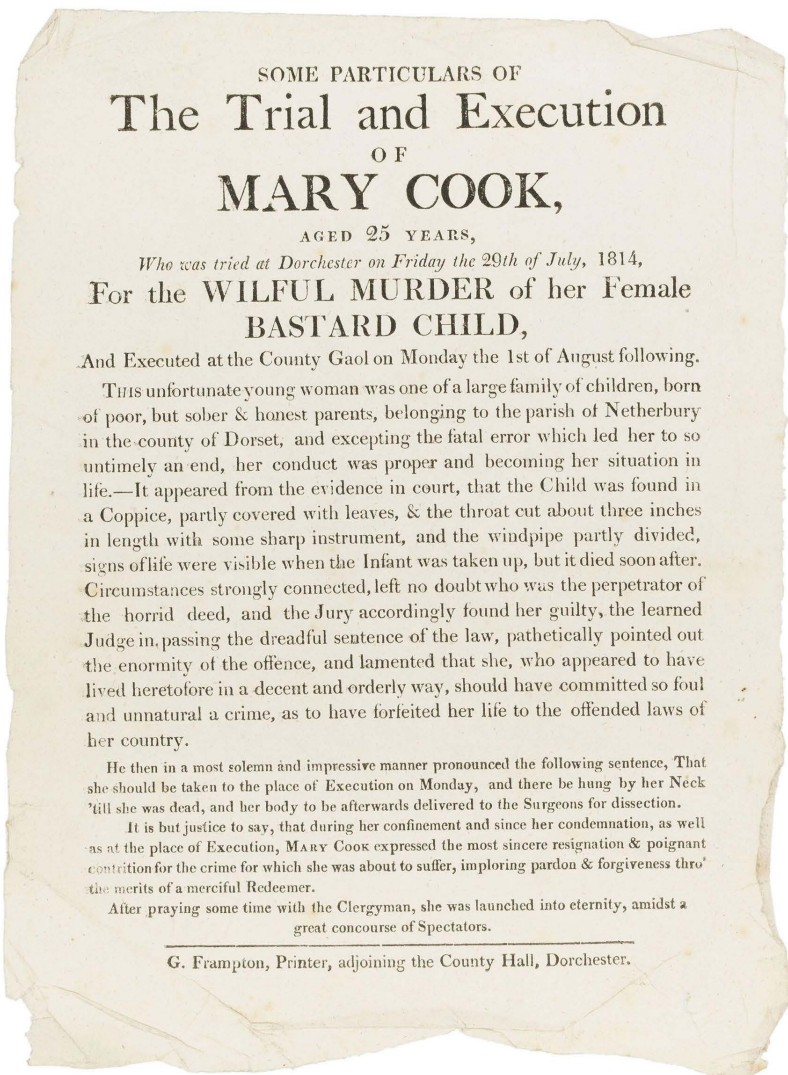 SOME PARTICULARS OF
The Trial and Execution
OF
MARY COOK,
AGED 25 YEARS,
Who was tried at Dorchester on Friday the 29th of July, 1814,
For the WILFUL MURDER of her Female
BASTARD CHILD,
And Executed at the County Gaol on Monday the 1st of August following.
THIS unfortunate young woman was one of a large family of children, born
of poor, but sober & honest parents, belonging to the parish of Netherbury
in the county of Dorset, and excepting the fatal error which led her to so
untimely an end, her conduct was proper and becoming her situation in
life.—It appeared from the evidence in court, that the Child was found in
a Coppice, partly covered with leaves, & the throat cut about three inches
in length with some sharp instrument, and the windpipe partly divided,
signs of life were visible when the Infant was taken up, but it died soon after.
Circumstances strongly connected, left no doubt who was the perpetrator of
the horrid deed, and the Jury accordingly found her guilty, the learned
Judge in, passing the dreadful sentence of the law, pathetically pointed out
the enormity of the offence, and lamented that she, who appeared to have
lived heretofore in a decent and orderly way, should have committed so foul
and unnatural a crime, as to have forfeited her life to the offended laws of
her country.
He then in a most solemn and impressive manner pronounced the following sentence, That
she should be taken to the place of Execution on Monday, and there be hung by her Neck
'till she was dead, and her body to be afterwards delivered to the Surgeons for dissection.
It is but justice to say, that during her confinement and since her condemnation, as well
as at the place of Execution, MARY COOK expressed the most sincere resignation & poignant
contrition for the crime for which she was about to suffer, imploring pardon & forgiveness thro'
the merits of a merciful Redeemer.
After praying some time with the Clergyman, she was launched into eternity, amidst a
great concourse of Spectators.
G. Frampton, Printer, adjoining the County Hall, Dorchester.